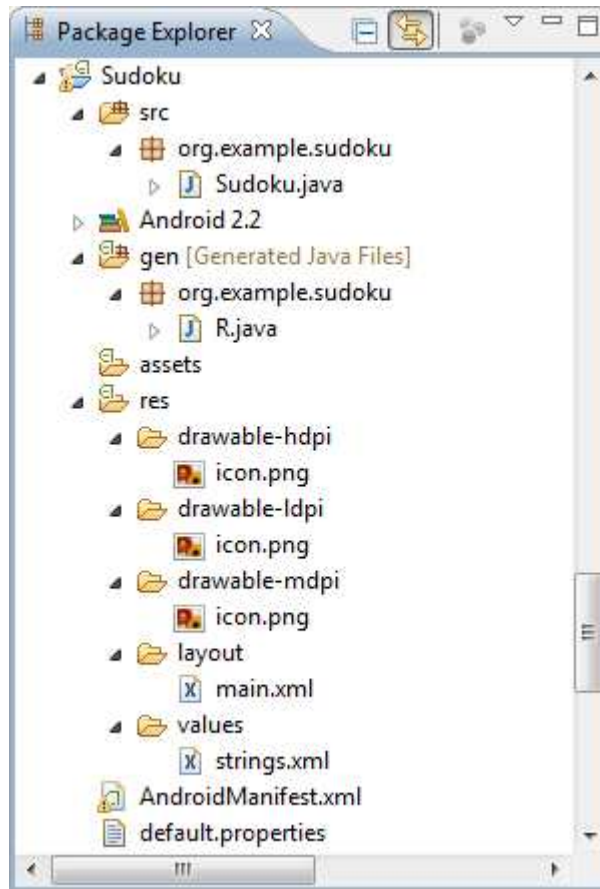 Package Explorer
Sudoku
src
org.example.sudoku
Sudoku.java
Android 2.2
gen [Generated Java Files]
org.example.sudoku
R.java
assets
res
drawable-hdpi
icon.png
drawable-ldpi
icon.png
drawable-mdpi
icon.png
layout
main.xml
values
strings.xml
AndroidManifest.xml
default.properties